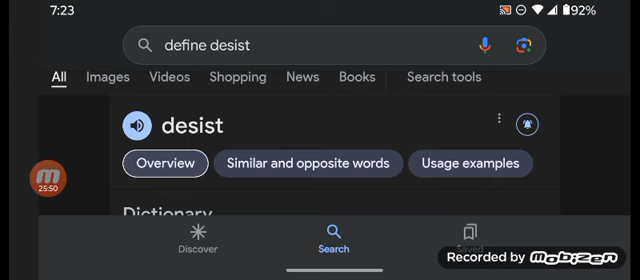 7:23
92%
define desist
All Images Videos Shopping News Books Search tools
desist
Overview Similar and opposite words Usage examples
25:50
Dictionary
Discover Search Saved
Recorded by MOBIZEN